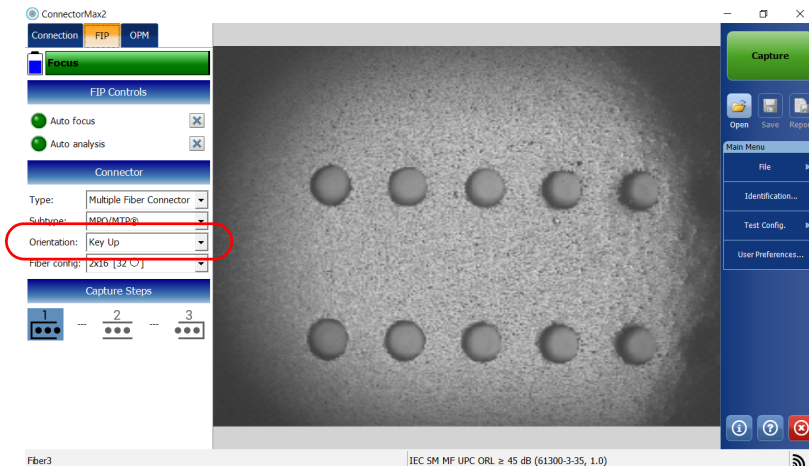 ConnectorMax2
Connection FIP OPM
Focus
FIP Controls
Auto focus
Auto analysis
Connector
Type: Multiple Fiber Connector
Subtype: MPO/MTP®
Orientation: Key Up
Fiber config: 2x16 [32 O]
Capture Steps
1 --- 2 --- 3
Capture
Open Save Repor
Main Menu
File
Identification...
Test Config.
User Preferences...
Fiber3
IEC SM MF UPC ORL ≥ 45 dB (61300-3-35, 1.0)